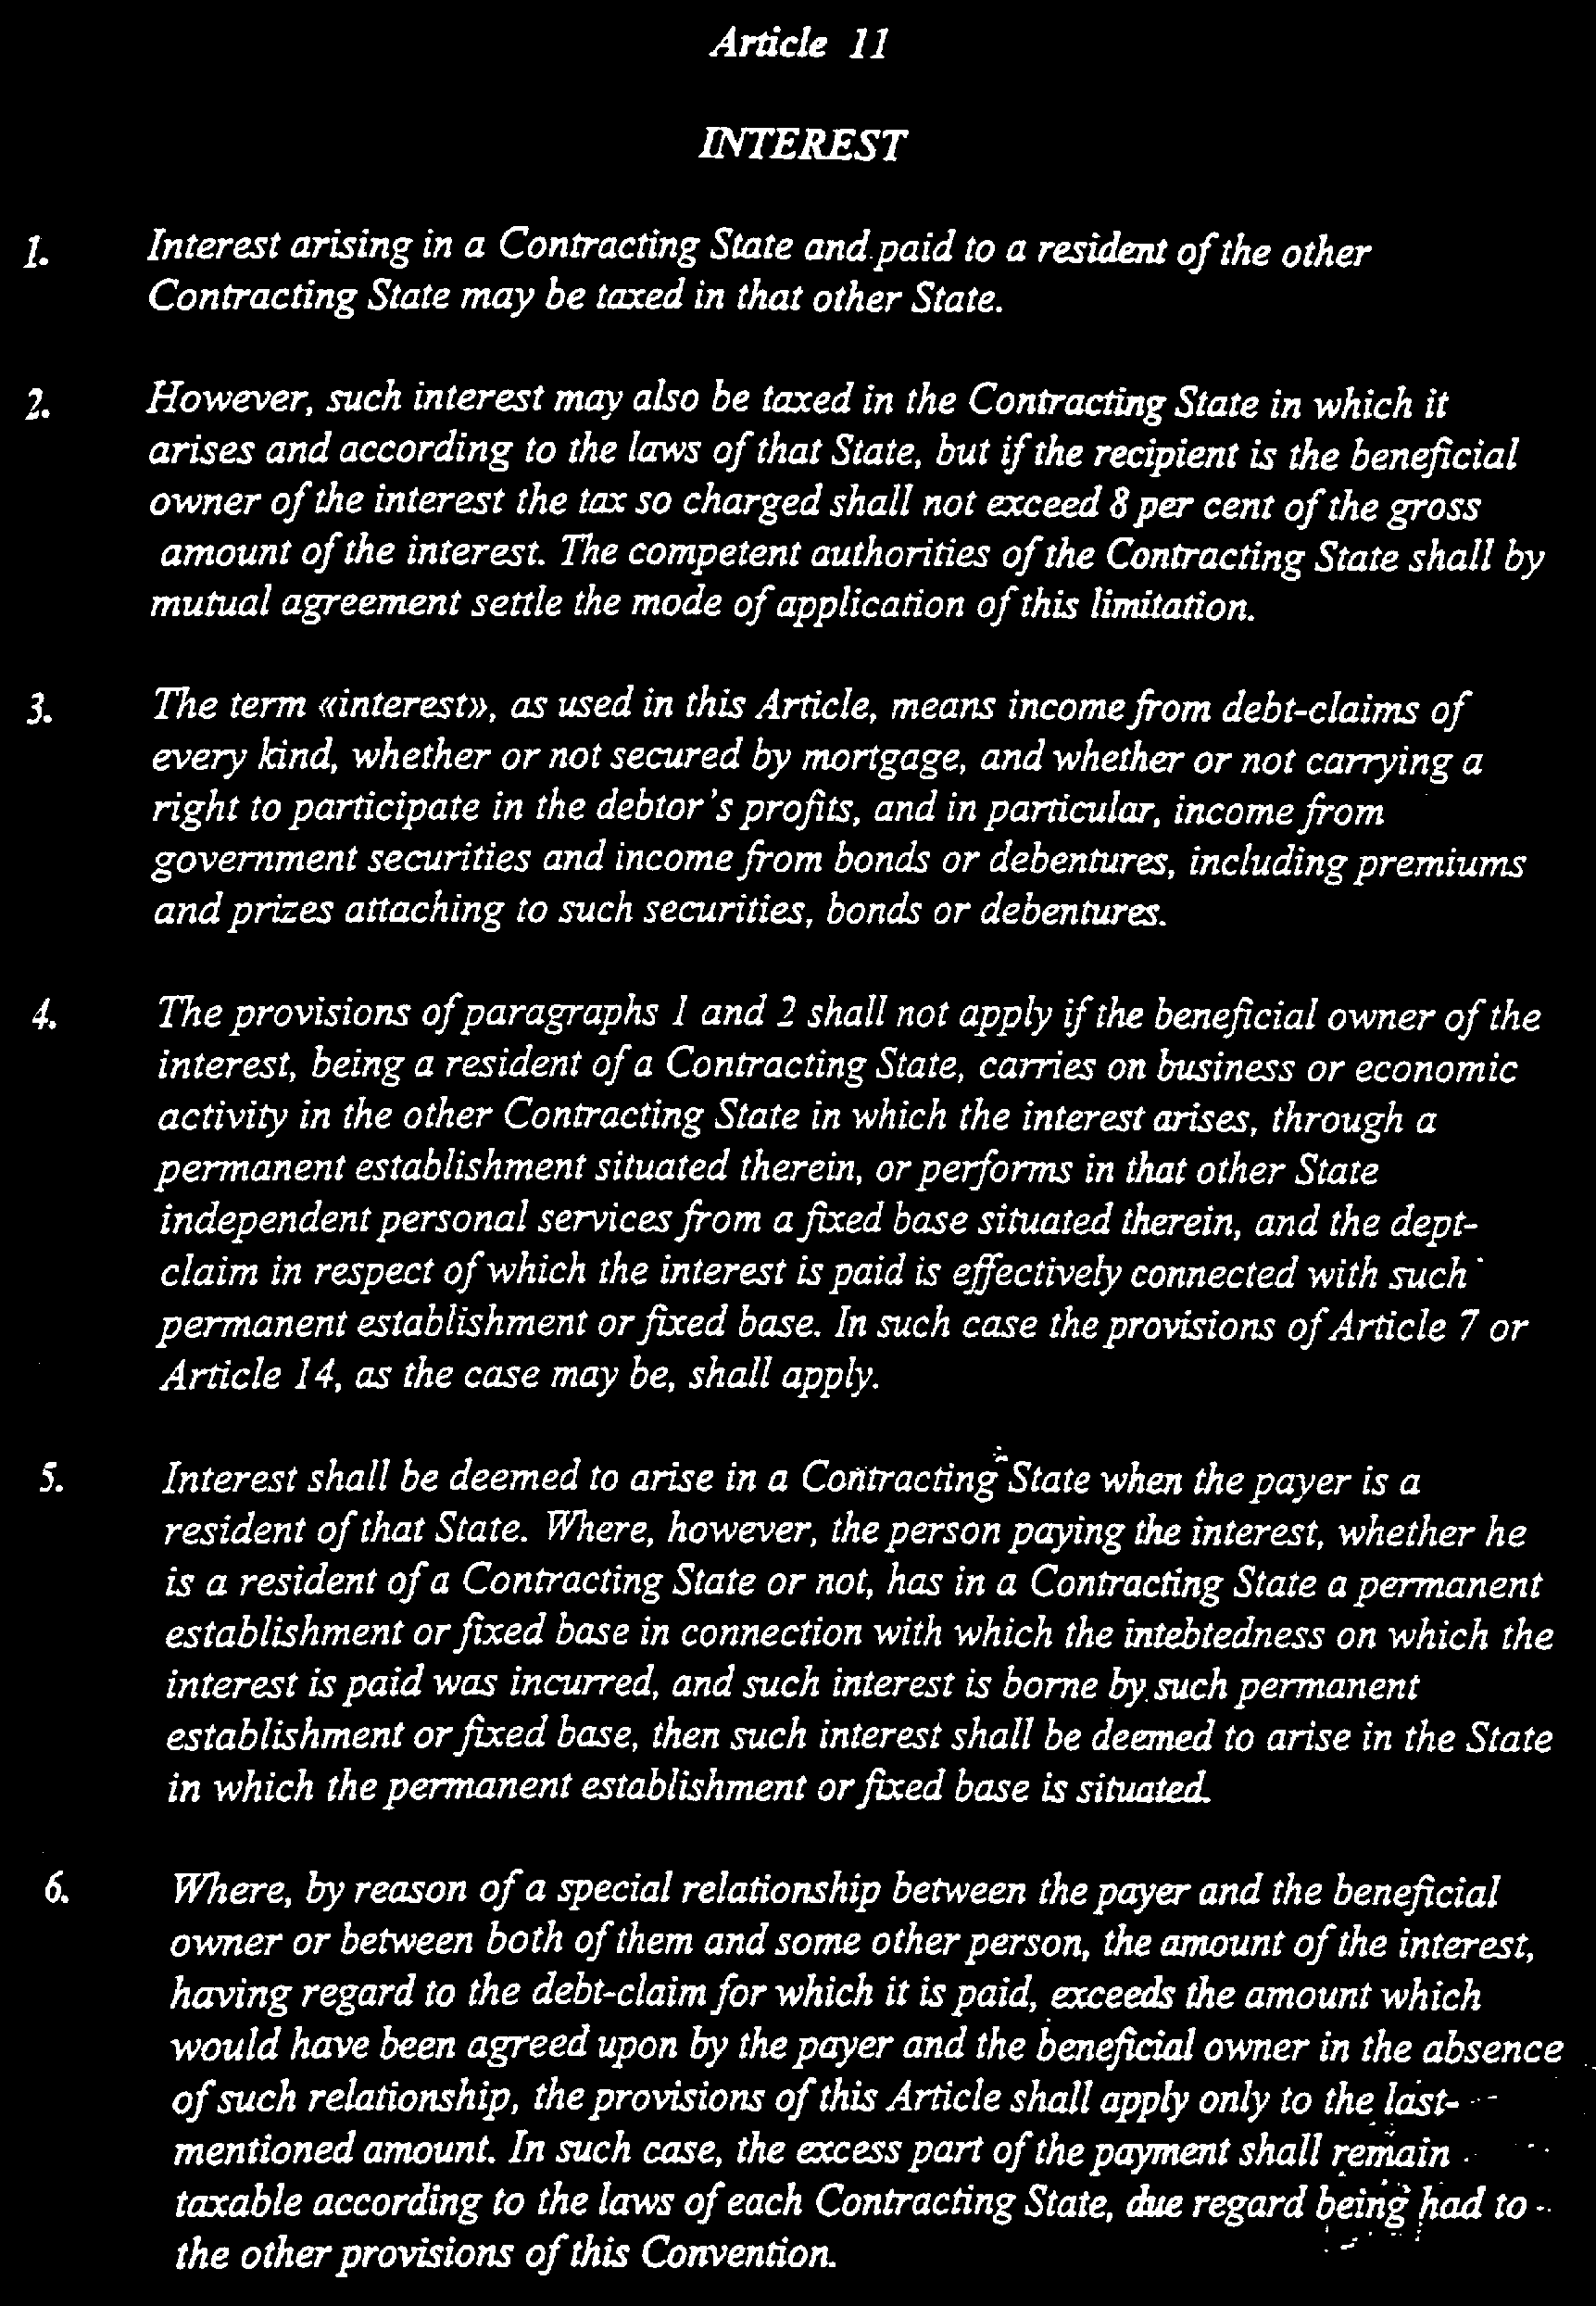 Article 11
INTEREST
1. Interest arising in a Contracting State and paid to a resident of the other
Contracting State may be taxed in that other State.
2. However, such interest may also be taxed in the Contracting State in which it
arises and according to the laws of that State, but if the recipient is the beneficial
owner of the interest the tax so charged shall not exceed 8 per cent of the gross
amount of the interest. The competent authorities of the Contracting State shall by
mutual agreement settle the mode of application of this limitation.
3. The term «interest», as used in this Article, means income from debt-claims of
every kind, whether or not secured by mortgage, and whether or not carrying a
right to participate in the debtor's profits, and in particular, income from
government securities and income from bonds or debentures, including premiums
and prizes attaching to such securities, bonds or debentures.
4. The provisions of paragraphs 1 and 2 shall not apply if the beneficial owner of the
interest, being a resident of a Contracting State, carries on business or economic
activity in the other Contracting State in which the interest arises, through a
permanent establishment situated therein, or performs in that other State
independent personal services from a fixed base situated therein, and the dept-
claim in respect of which the interest is paid is effectively connected with such
permanent establishment or fixed base. In such case the provisions of Article 7 or
Article 14, as the case may be, shall apply.
5. Interest shall be deemed to arise in a Contracting State when the payer is a
resident of that State. Where, however, the person paying the interest, whether he
is a resident of a Contracting State or not, has in a Contracting State a permanent
establishment or fixed base in connection with which the intebtedness on which the
interest is paid was incurred, and such interest is borne by such permanent
establishment or fixed base, then such interest shall be deemed to arise in the State
in which the permanent establishment or fixed base is situated.
6. Where, by reason of a special relationship between the payer and the beneficial
owner or between both of them and some other person, the amount of the interest,
having regard to the debt-claim for which it is paid, exceeds the amount which
would have been agreed upon by the payer and the beneficial owner in the absence
of such relationship, the provisions of this Article shall apply only to the last-
mentioned amount. In such case, the excess part of the payment shall remain
taxable according to the laws of each Contracting State, due regard being had to
the other provisions of this Convention.